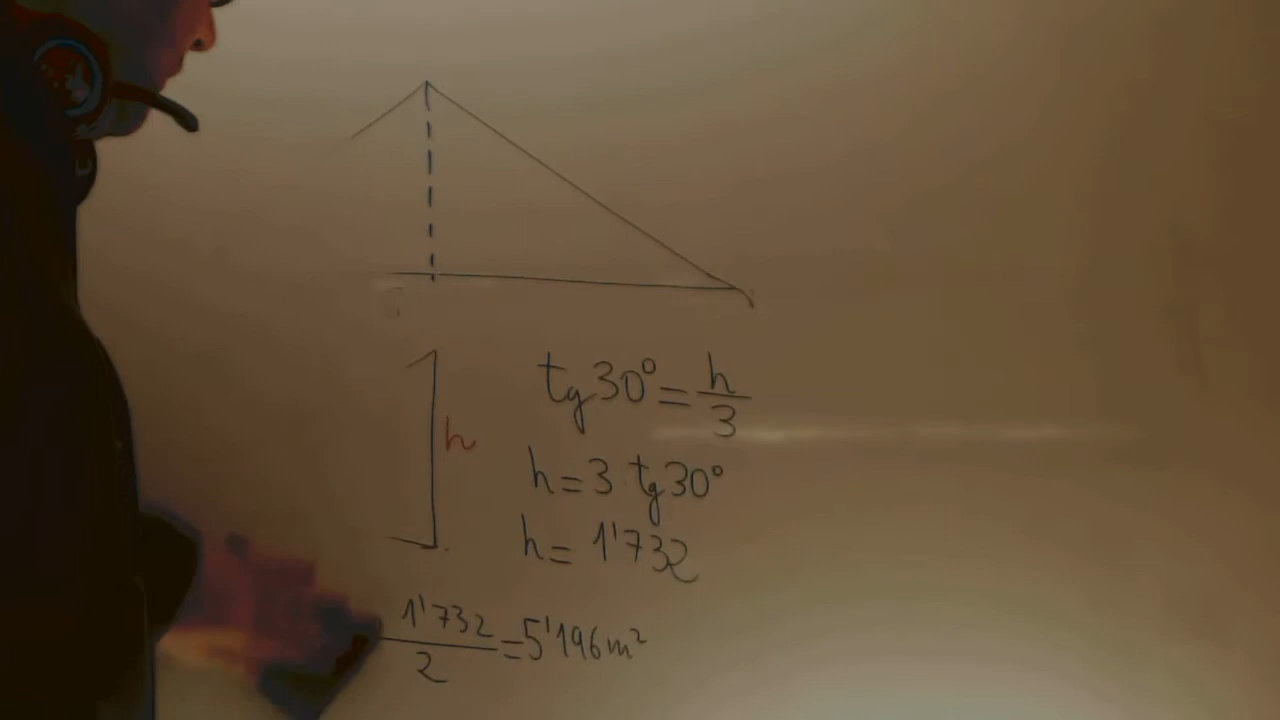 tg 30° = h/3
h
h = 3 tg 30°
h = 1'732
1'732/2 = 5'196 m²